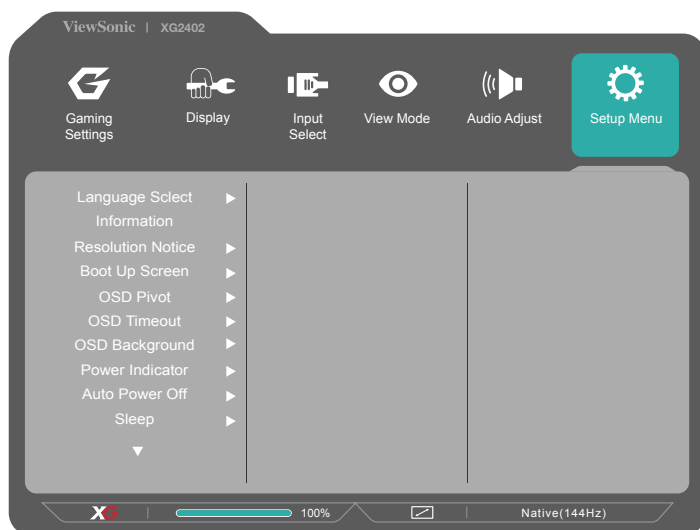 ViewSonic | XG2402
Gaming
Settings
Display
Input
Select
View Mode
Audio Adjust
Setup Menu
Language Sclect
Information
Resolution Notice
Boot Up Screen
OSD Pivot
OSD Timeout
OSD Background
Power Indicator
Auto Power Off
Sleep
XG | 100% | Native(144Hz)